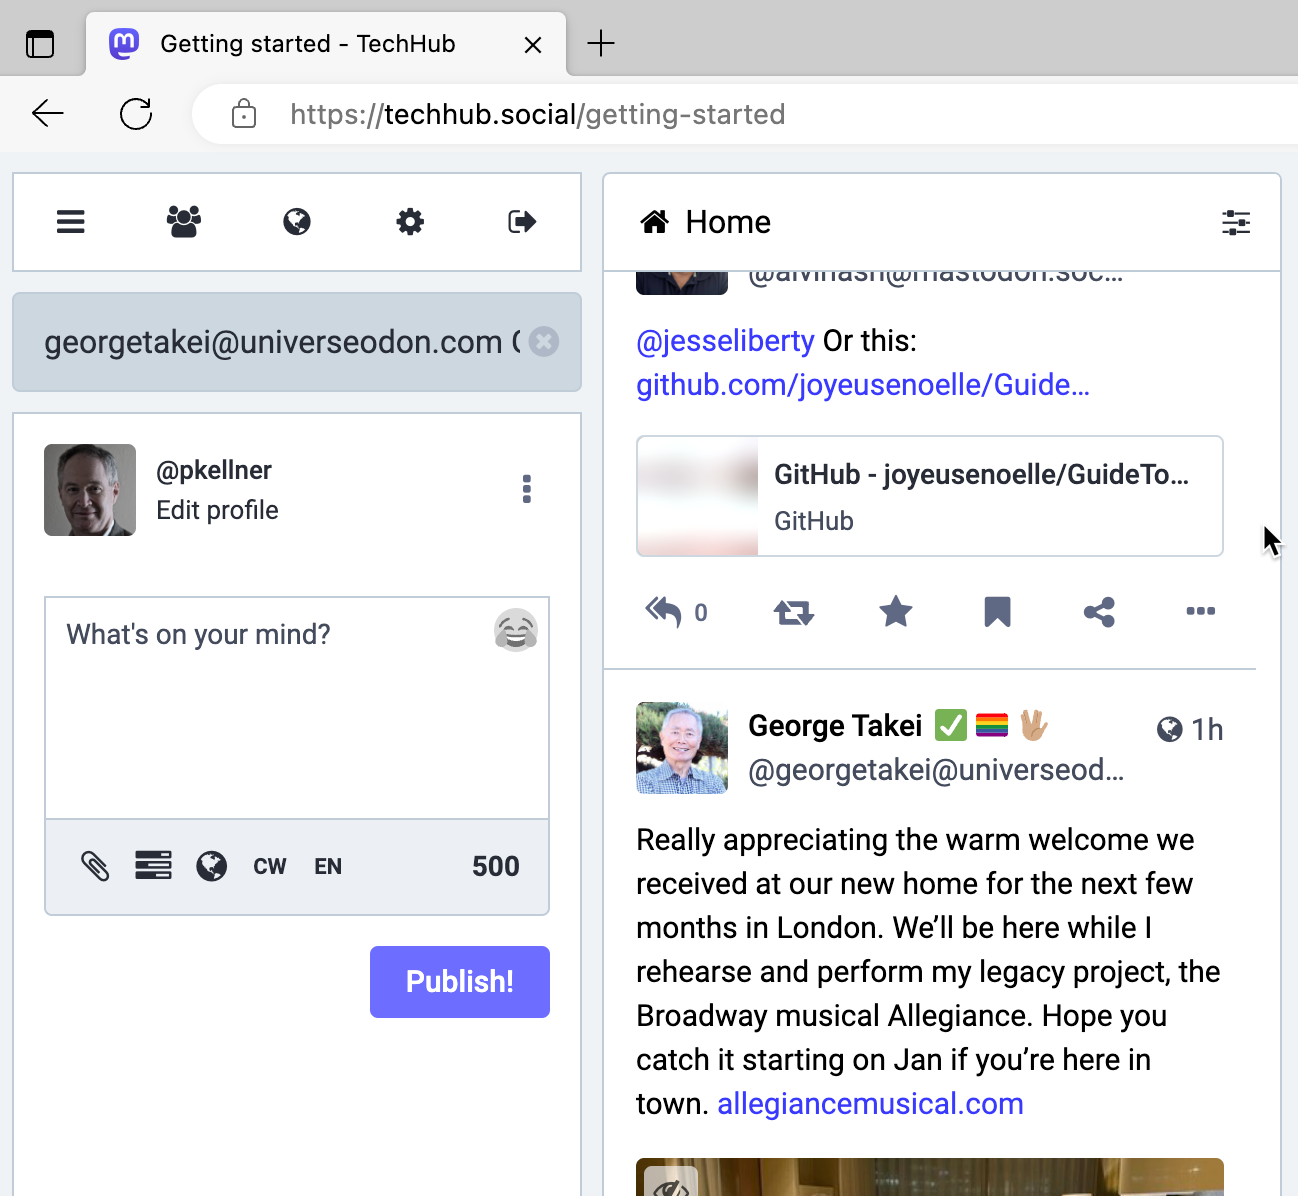 Getting started - TechHub
https://techhub.social/getting-started
georgetakei@universeodon.com
@pkellner
Edit profile
What's on your mind?
CW EN 500
Publish!
Home
@jesseliberty Or this:
github.com/joyeusenoelle/Guide…
GitHub - joyeusenoelle/GuideTo…
GitHub
0
George Takei ✅ 🏳️‍🌈 🖖🏼 1h
@georgetakei@universeod…
Really appreciating the warm welcome we
received at our new home for the next few
months in London. We’ll be here while I
rehearse and perform my legacy project, the
Broadway musical Allegiance. Hope you
catch it starting on Jan if you’re here in
town. allegiancemusical.com